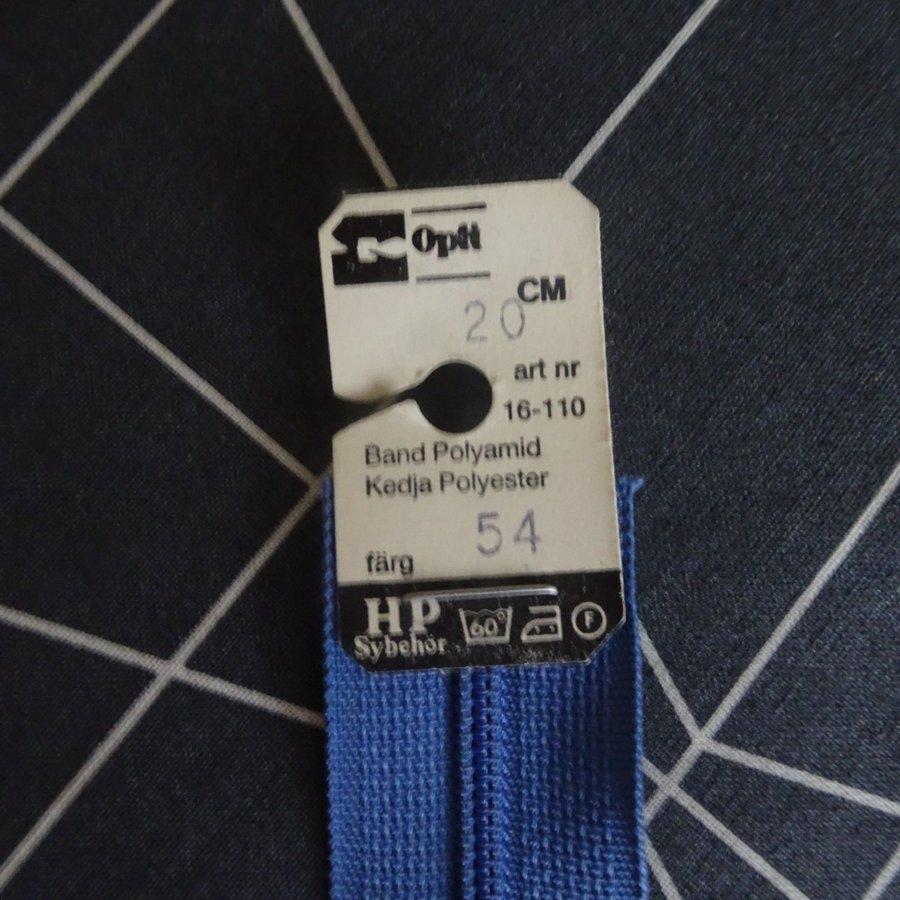 Opti
CM
20
art nr
16-110
Band Polyamid
Kedja Polyester
54
färg
HP
Sybehör
60°
F